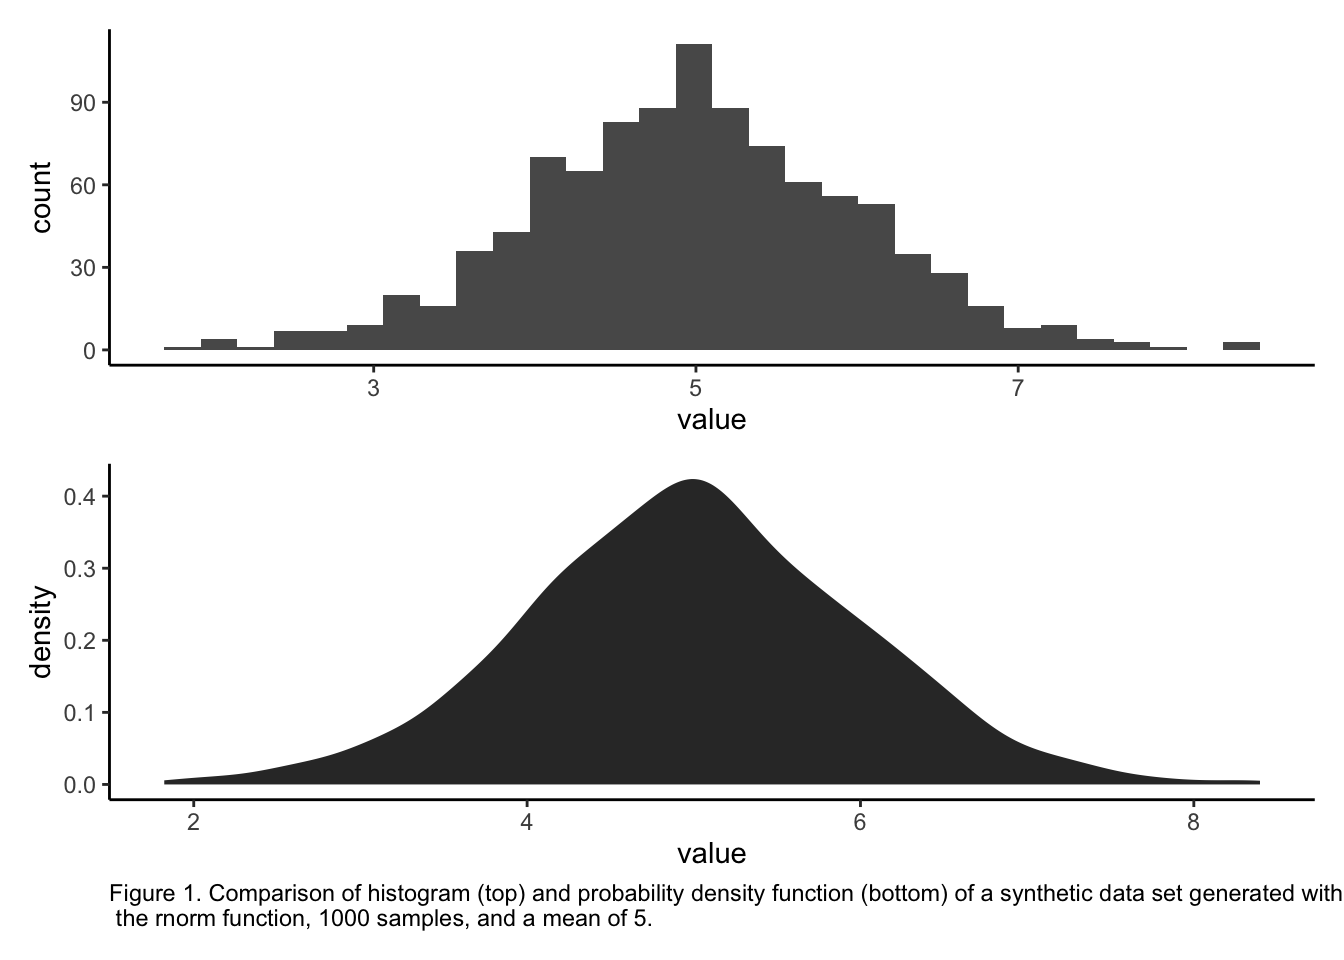 90
60
30
0
count
3 5 7
value
0.4
0.3
0.2
0.1
0.0
density
2 4 6 8
value
Figure 1. Comparison of histogram (top) and probability density function (bottom) of a synthetic data set generated with
the rnorm function, 1000 samples, and a mean of 5.